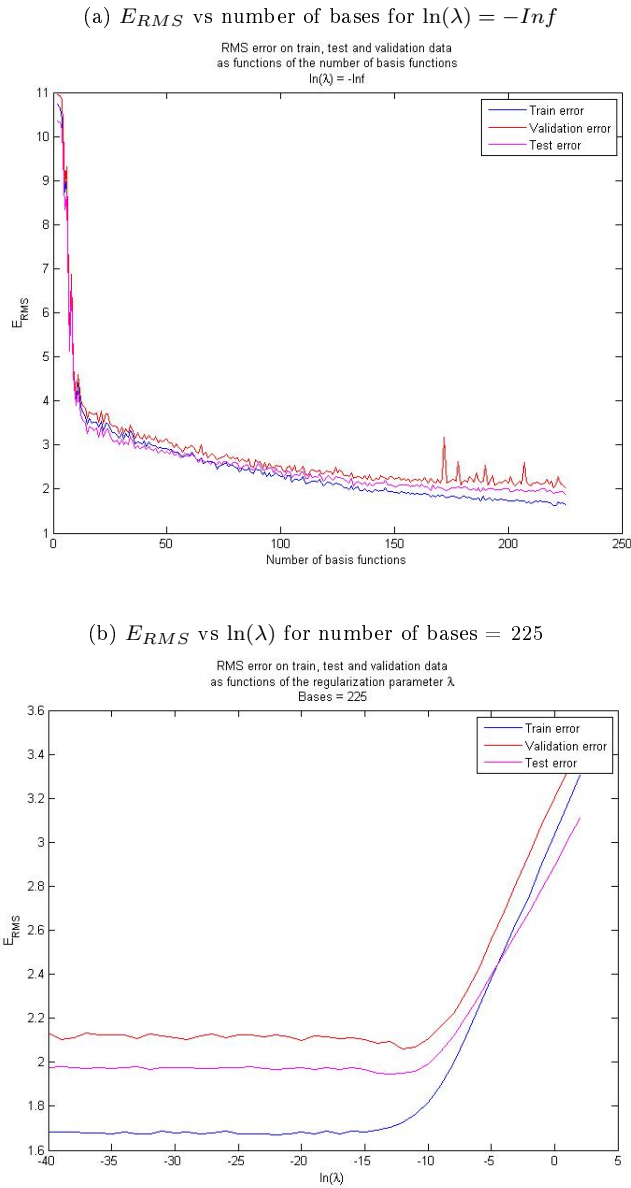 (a) E_RMS vs number of bases for ln(λ) = −Inf
RMS error on train, test and validation data
as functions of the number of basis functions
ln(λ) = -Inf
Train error
Validation error
Test error
11
10
9
8
7
6
5
4
3
2
1
E_RMS
0 50 100 150 200 250
Number of basis functions
(b) E_RMS vs ln(λ) for number of bases = 225
RMS error on train, test and validation data
as functions of the regularization parameter λ
Bases = 225
Train error
Validation error
Test error
3.6
3.4
3.2
3
2.8
2.6
2.4
2.2
2
1.8
1.6
E_RMS
-40 -35 -30 -25 -20 -15 -10 -5 0 5
ln(λ)